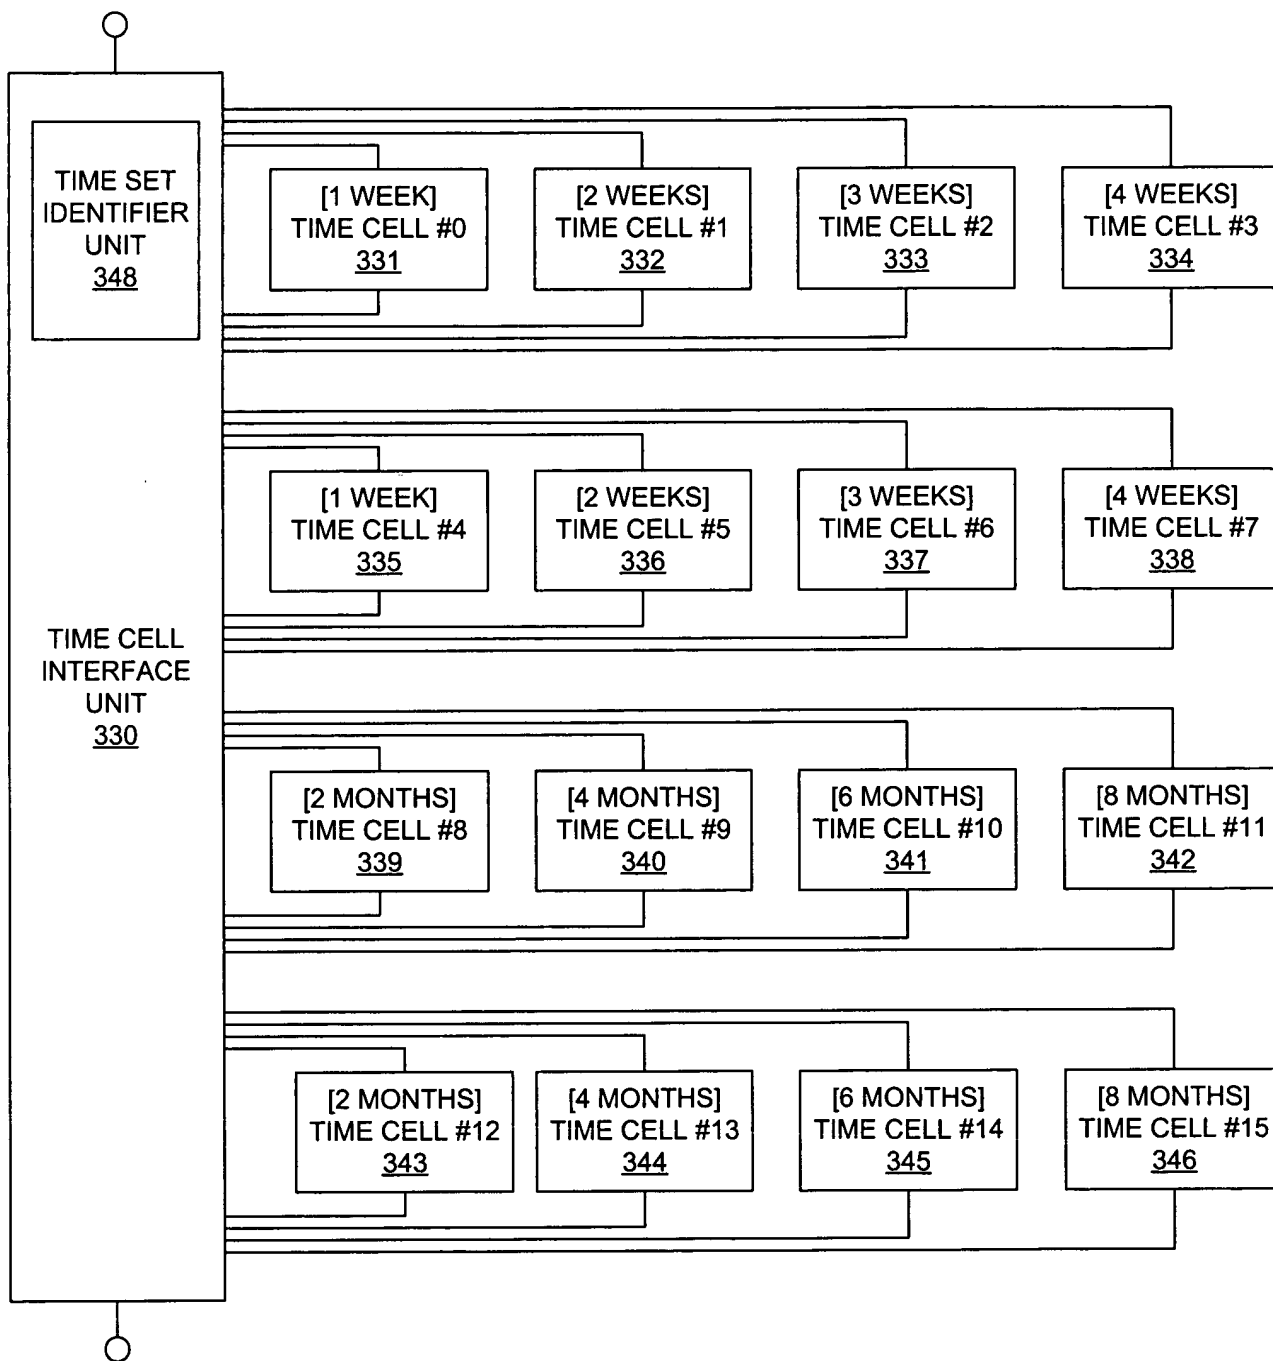 TIME SET
IDENTIFIER
UNIT
348
[1 WEEK]
TIME CELL #0
331
[2 WEEKS]
TIME CELL #1
332
[3 WEEKS]
TIME CELL #2
333
[4 WEEKS]
TIME CELL #3
334
[1 WEEK]
TIME CELL #4
335
[2 WEEKS]
TIME CELL #5
336
[3 WEEKS]
TIME CELL #6
337
[4 WEEKS]
TIME CELL #7
338
TIME CELL
INTERFACE
UNIT
330
[2 MONTHS]
TIME CELL #8
339
[4 MONTHS]
TIME CELL #9
340
[6 MONTHS]
TIME CELL #10
341
[8 MONTHS]
TIME CELL #11
342
[2 MONTHS]
TIME CELL #12
343
[4 MONTHS]
TIME CELL #13
344
[6 MONTHS]
TIME CELL #14
345
[8 MONTHS]
TIME CELL #15
346